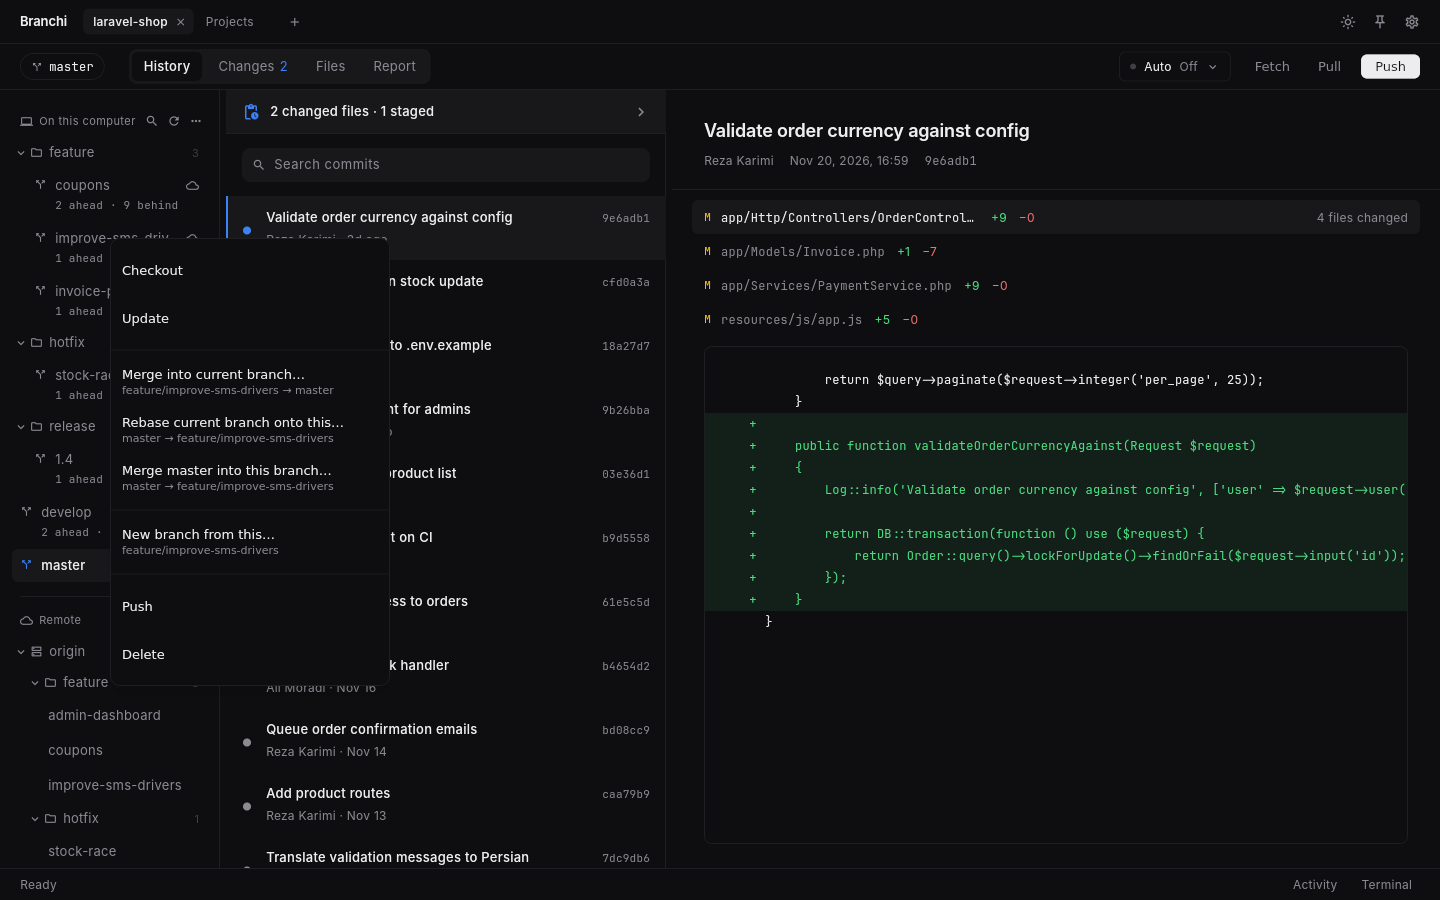 Branchi
laravel-shop
Projects
master
History
Changes 2
Files
Report
Auto Off
Fetch
Pull
Push
On this computer
feature 3
coupons
2 ahead · 9 behind
improve-sms-driv
1 ahead
invoice-p
1 ahead
hotfix
stock-rac
1 ahead
release
1.4
1 ahead
develop
2 ahead ·
master
Remote
origin
feature
admin-dashboard
coupons
improve-sms-drivers
hotfix 1
stock-race
Checkout
Update
Merge into current branch…
feature/improve-sms-drivers → master
Rebase current branch onto this…
master → feature/improve-sms-drivers
Merge master into this branch…
master → feature/improve-sms-drivers
New branch from this…
feature/improve-sms-drivers
Push
Delete
2 changed files · 1 staged
Search commits
Validate order currency against config 9e6adb1
n stock update cfd0a3a
to .env.example 18a27d7
nt for admins 9b26bba
product list 03e36d1
t on CI b9d5558
ess to orders 61e5c5d
k handler b4654d2
Ali Moradi · Nov 16
Queue order confirmation emails bd08cc9
Reza Karimi · Nov 14
Add product routes caa79b9
Reza Karimi · Nov 13
Translate validation messages to Persian 7dc9db6
Validate order currency against config
Reza Karimi Nov 20, 2026, 16:59 9e6adb1
M app/Http/Controllers/OrderControl… +9 −0 4 files changed
M app/Models/Invoice.php +1 −7
M app/Services/PaymentService.php +9 −0
M resources/js/app.js +5 −0
return $query->paginate($request->integer('per_page', 25));
}
+
+ public function validateOrderCurrencyAgainst(Request $request)
+ {
+ Log::info('Validate order currency against config', ['user' => $request->user(
+
+ return DB::transaction(function () use ($request) {
+ return Order::query()->lockForUpdate()->findOrFail($request->input('id'));
+ });
+ }
}
Ready
Activity
Terminal